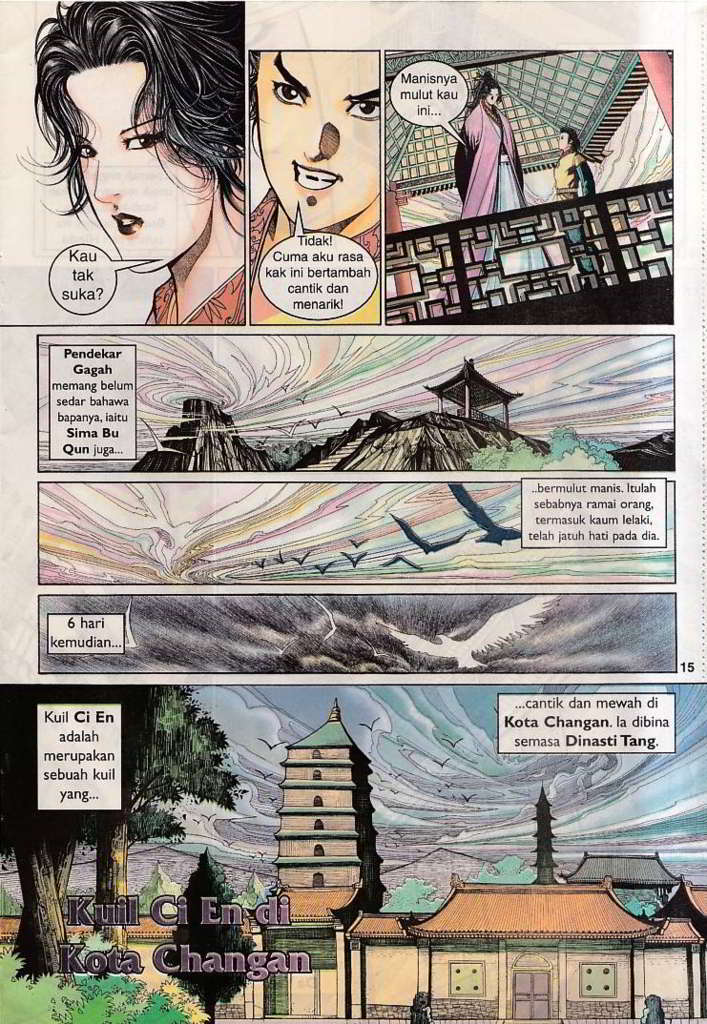 Kau
tak
suka?
Tidak!
Cuma aku rasa
kak ini bertambah
cantik dan
menarik!
Manisnya
mulut kau
ini...
Pendekar
Gagah
memang belum
sedar bahawa
bapanya, iaitu
Sima Bu
Qun juga...
..bermulut manis. Itulah
sebabnya ramai orang,
termasuk kaum lelaki,
telah jatuh hati pada dia.
6 hari
kemudian...
15
Kuil Ci En
adalah
merupakan
sebuah kuil
yang...
...cantik dan mewah di
Kota Changan. Ia dibina
semasa Dinasti Tang.
Kuil Ci En di
Kota Changan